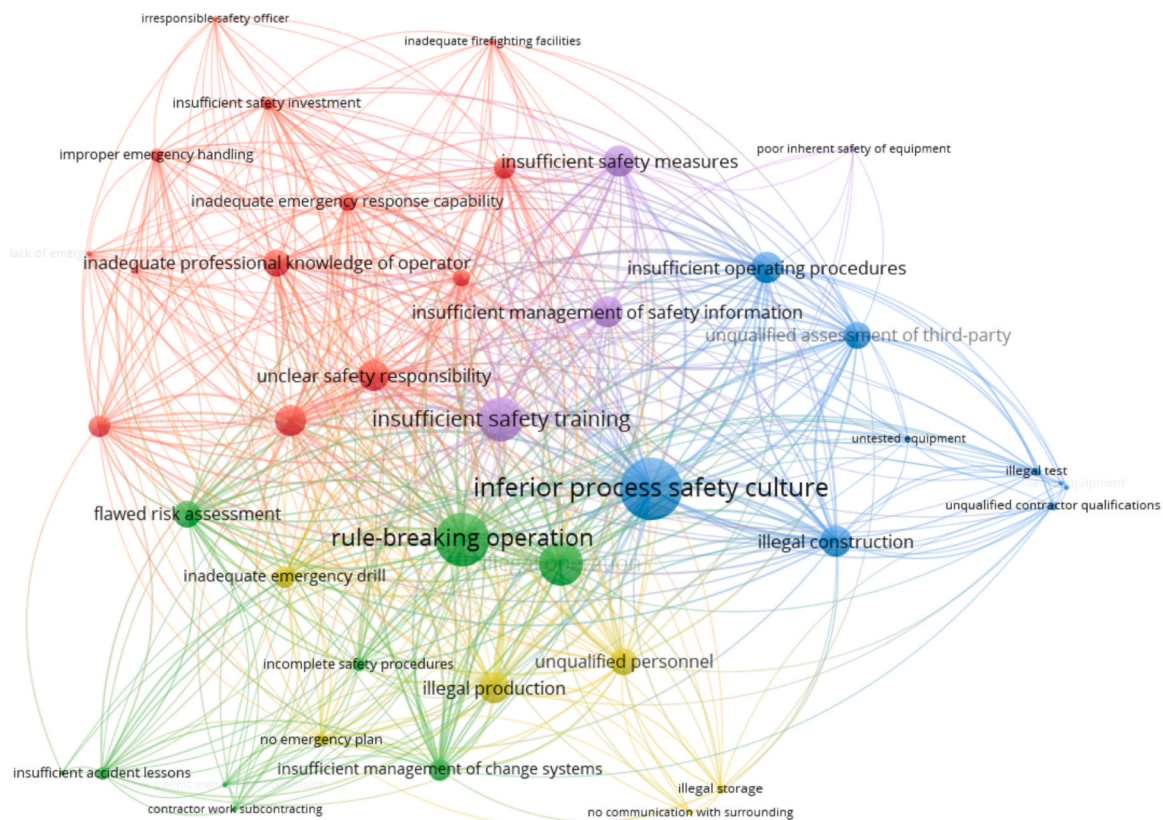 irresponsible safety officer
inadequate firefighting facilities
insufficient safety investment
improper emergency handling
insufficient safety measures
poor inherent safety of equipment
inadequate emergency response capability
lack of emerg
inadequate professional knowledge of operator
insufficient operating procedures
insufficient management of safety information
unqualified assessment of third-party
unclear safety responsibility
insufficient safety training
untested equipment
illegal test
equipment
inferior process safety culture
unqualified contractor qualifications
flawed risk assessment
rule-breaking operation
illegal construction
inadequate emergency drill
incomplete safety procedures
unqualified personnel
illegal production
no emergency plan
insufficient accident lessons
insufficient management of change systems
illegal storage
contractor work subcontracting
no communication with surrounding